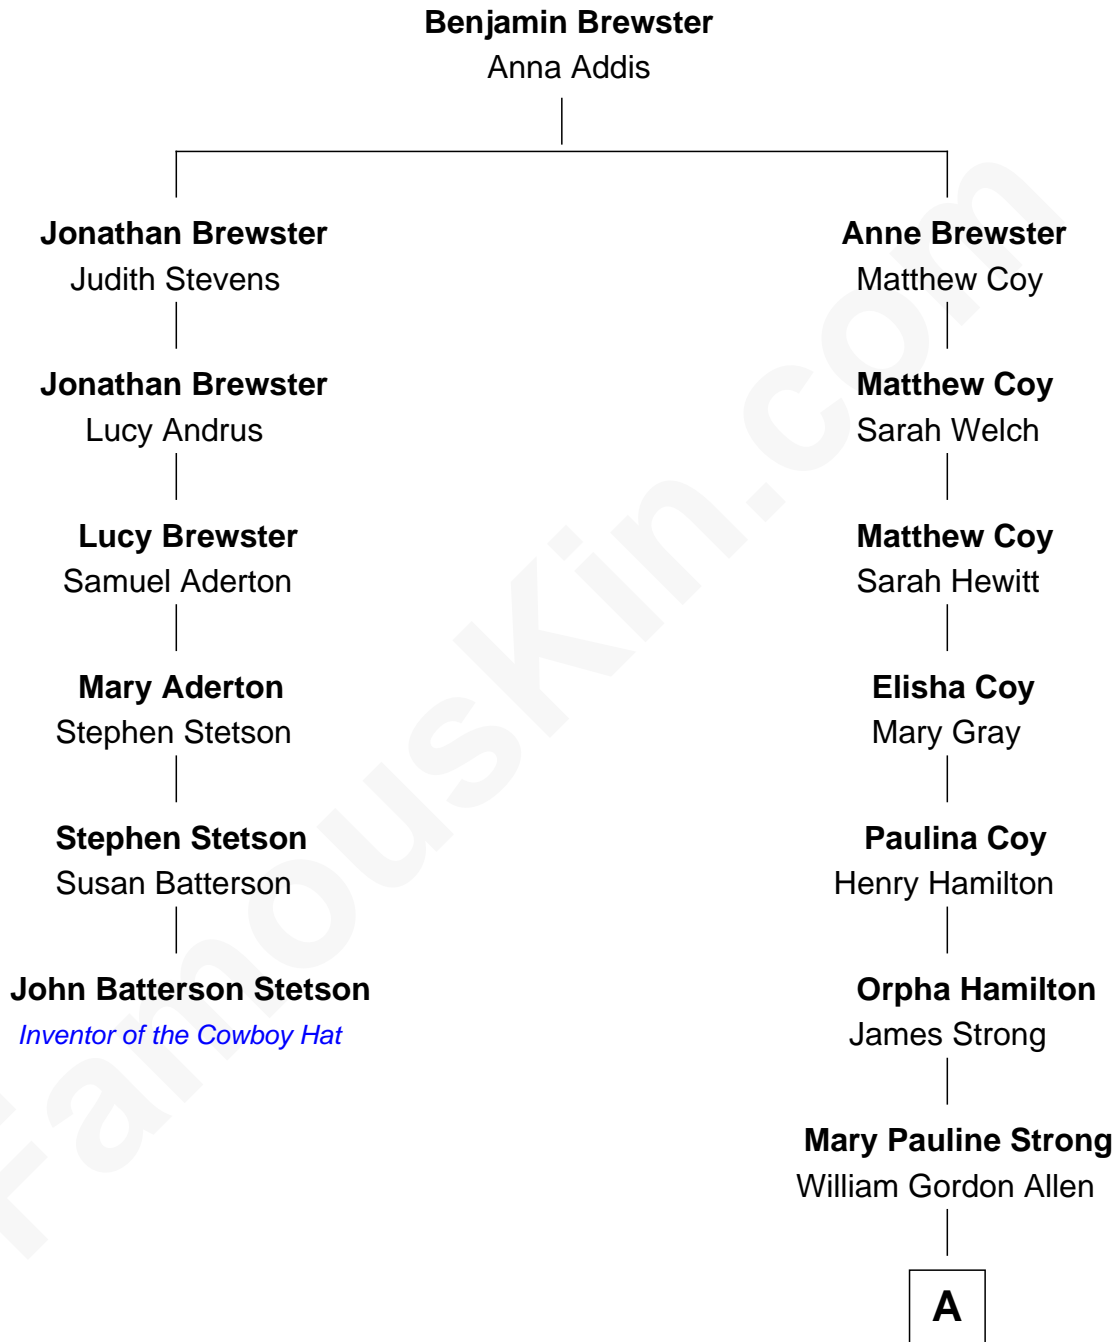 Benjamin Brewster
Anna Addis
Jonathan Brewster
Judith Stevens
Anne Brewster
Matthew Coy
Jonathan Brewster
Lucy Andrus
Matthew Coy
Sarah Welch
Lucy Brewster
Samuel Aderton
Matthew Coy
Sarah Hewitt
Mary Aderton
Stephen Stetson
Elisha Coy
Mary Gray
Stephen Stetson
Susan Batterson
Paulina Coy
Henry Hamilton
John Batterson Stetson
Inventor of the Cowboy Hat
Orpha Hamilton
James Strong
Mary Pauline Strong
William Gordon Allen
A
FamousKin.com